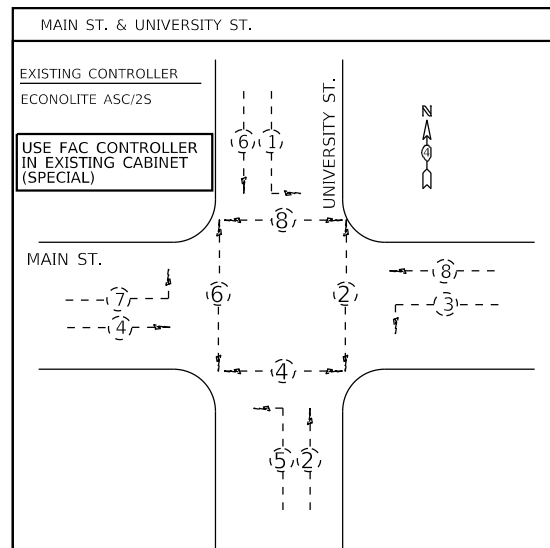 MAIN ST. & UNIVERSITY ST.
EXISTING CONTROLLER
ECONOLITE ASC/2S
USE FAC CONTROLLER
IN EXISTING CABINET
(SPECIAL)
UNIVERSITY ST.
N
4
6 1
8
MAIN ST.
8
7
6
2
3
4
4
5 2